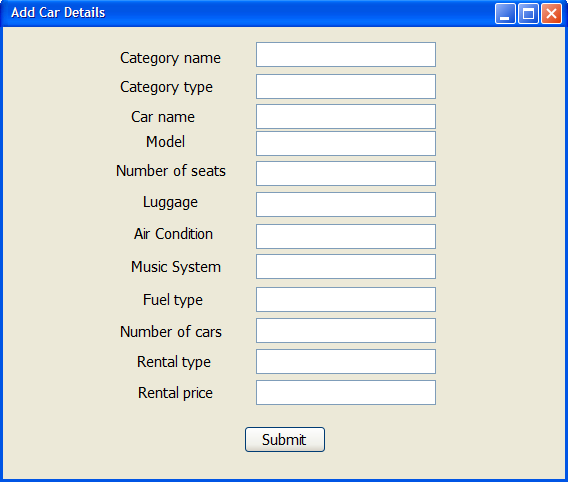 Add Car Details
Category name
Category type
Car name
Model
Number of seats
Luggage
Air Condition
Music System
Fuel type
Number of cars
Rental type
Rental price
Submit